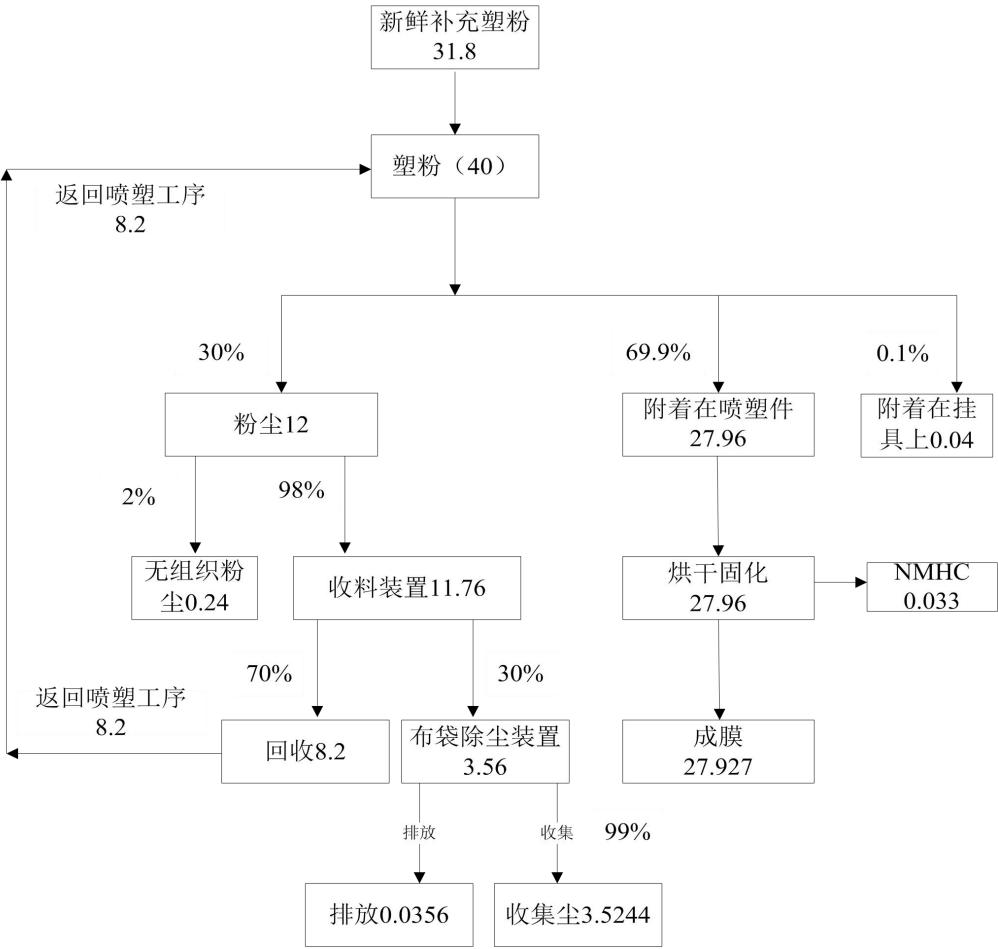 新鲜补充塑粉
31.8
塑粉（40）
返回喷塑工序
8.2
30%
69.9%
0.1%
粉尘12
附着在喷塑件
27.96
附着在挂
具上0.04
2%
98%
无组织粉
尘0.24
收料装置11.76
烘干固化
27.96
NMHC
0.033
70%
30%
返回喷塑工序
8.2
回收8.2
布袋除尘装置
3.56
成膜
27.927
排放
收集
99%
排放0.0356
收集尘3.5244